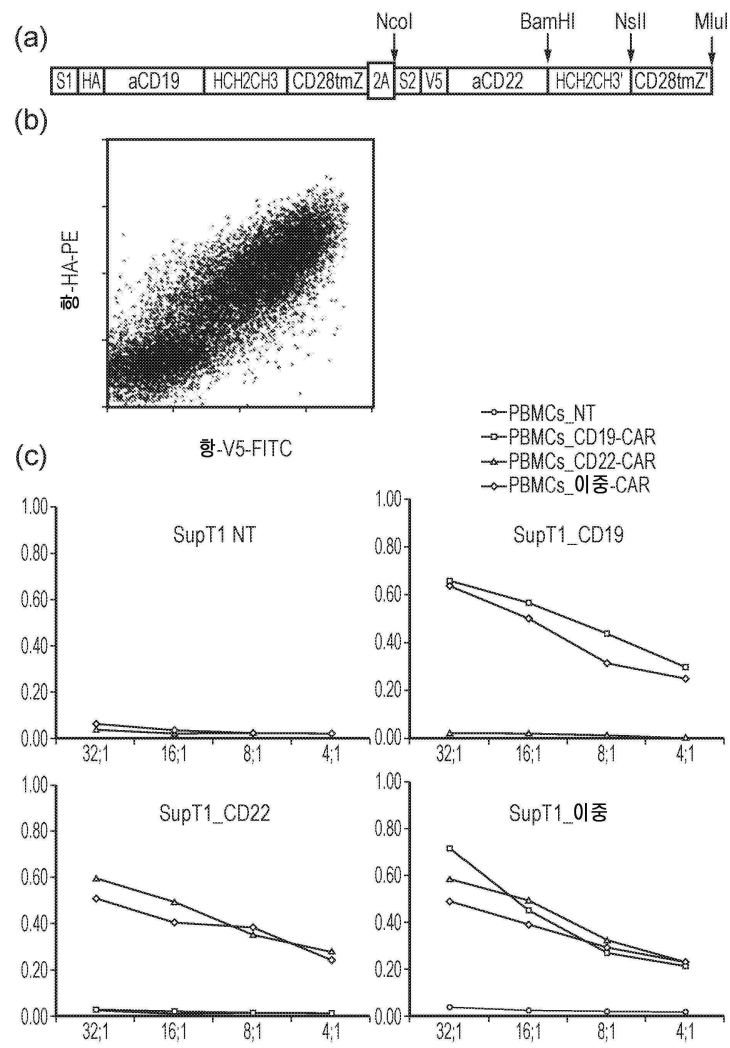 (a)
NcoI BamHI NsII MluI
S1 HA aCD19 HCH2CH3 CD28tmZ 2A S2 V5 aCD22 HCH2CH3' CD28tmZ'
(b)
항-HA-PE
항-V5-FITC
PBMCs_NT
PBMCs_CD19-CAR
PBMCs_CD22-CAR
PBMCs_이중-CAR
(c)
SupT1 NT
1.00
0.80
0.60
0.40
0.20
0.00
32;1 16;1 8;1 4;1
SupT1_CD19
1.00
0.80
0.60
0.40
0.20
0.00
32;1 16;1 8;1 4;1
SupT1_CD22
1.00
0.80
0.60
0.40
0.20
0.00
32;1 16;1 8;1 4;1
SupT1_이중
1.00
0.80
0.60
0.40
0.20
0.00
32;1 16;1 8;1 4;1